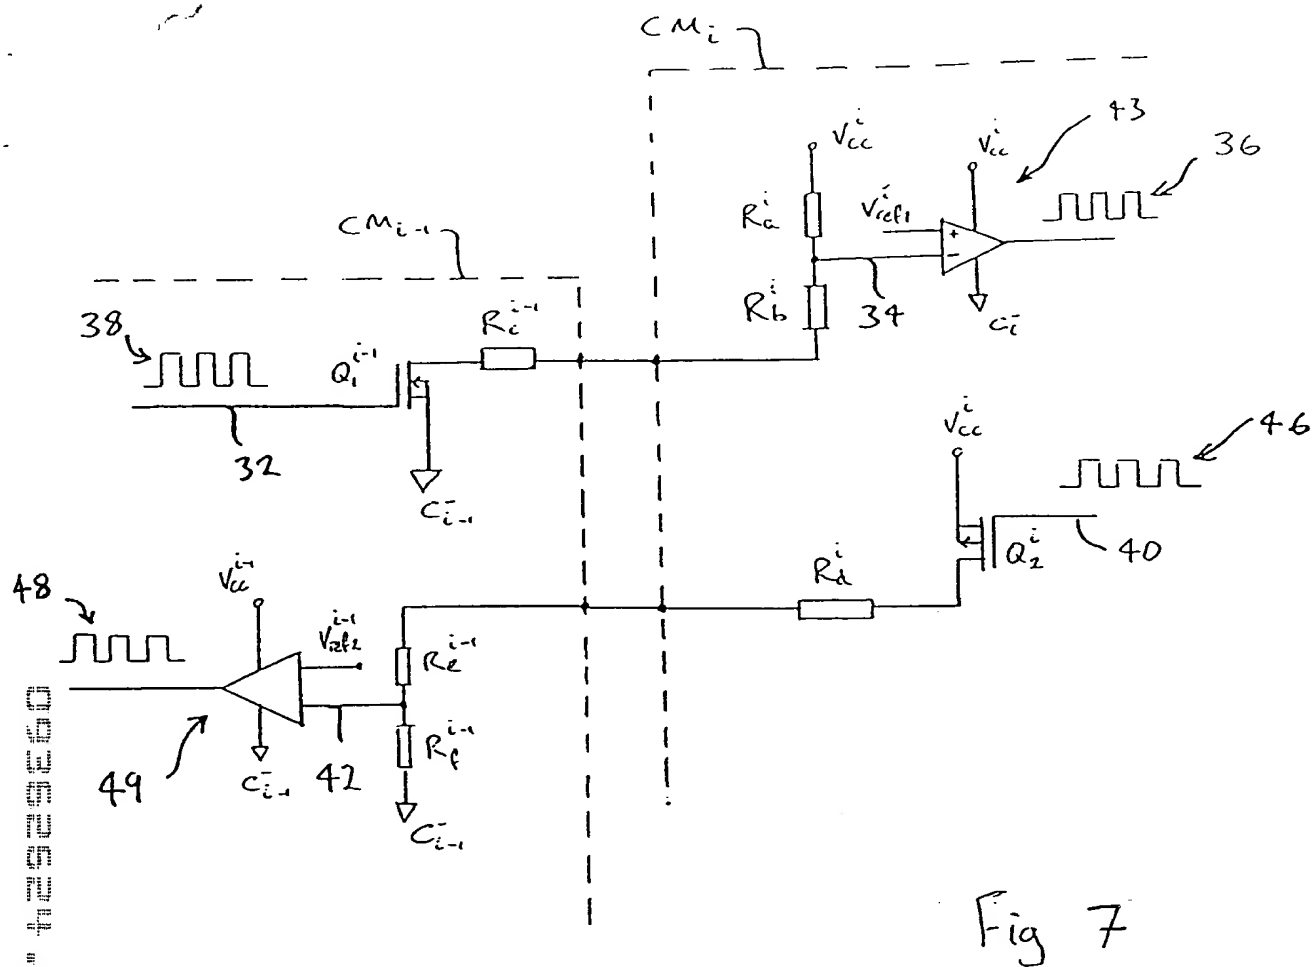 CMi
43
Vcc^i
Vcc^i
36
Ra^i
Vref1^i
+
-
CMi-1
Rb^i
34
Ci^-
38
Rc^i-1
Q1^i-1
32
Ci-1^-
Vcc^i
46
Q2^i
40
Rd^i
Vcc^i-1
48
Vref2^i-1
Re^i-1
Rf^i-1
49
Ci-1^-
42
Ci-1^-
09352524.
Fig 7